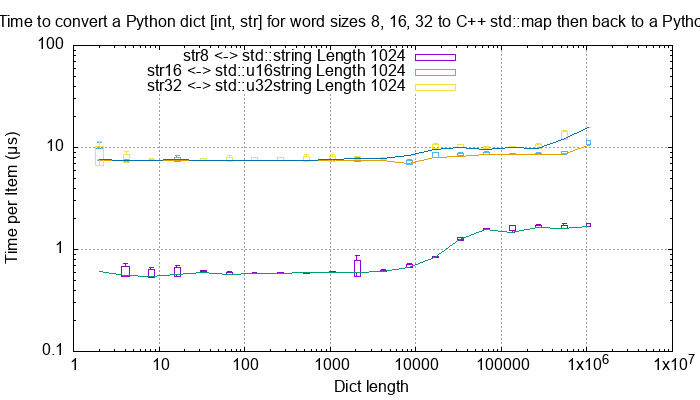 Time to convert a Python dict [int, str] for word sizes 8, 16, 32 to C++ std::map then back to a Pytho
100
str8 <-> std::string Length 1024
str16 <-> std::u16string Length 1024
str32 <-> std::u32string Length 1024
10
Time per Item (µs)
1
0.1
1 10 100 1000 10000 100000 1x10⁶ 1x10⁷
Dict length